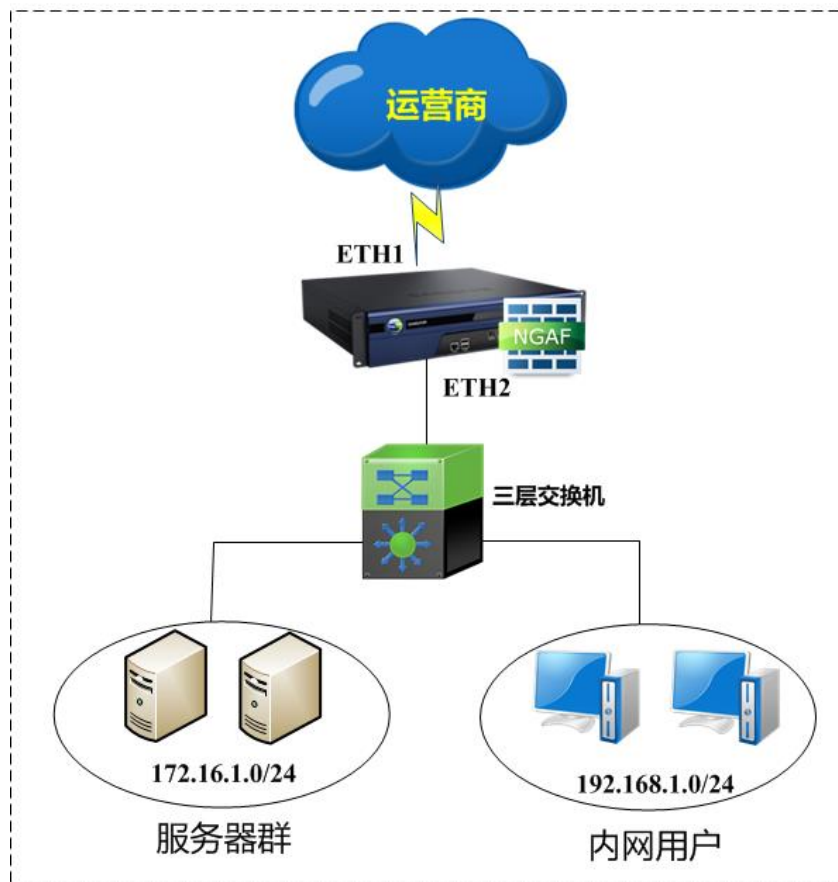 运营商
ETH1
NGAF
ETH2
三层交换机
172.16.1.0/24
192.168.1.0/24
服务器群
内网用户